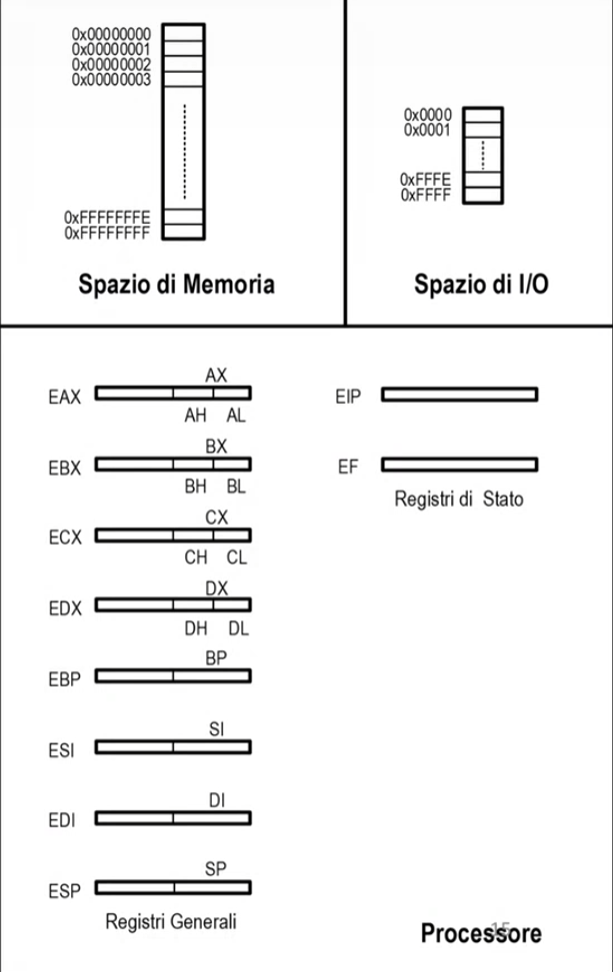 0x00000000
0x00000001
0x00000002
0x00000003
0xFFFFFFFE
0xFFFFFFFF
Spazio di Memoria
0x0000
0x0001
0xFFFE
0xFFFF
Spazio di I/O
AX
EAX
AH AL
BX
EBX
BH BL
CX
ECX
CH CL
DX
EDX
DH DL
BP
EBP
SI
ESI
DI
EDI
SP
ESP
Registri Generali
EIP
EF
Registri di Stato
15
Processore